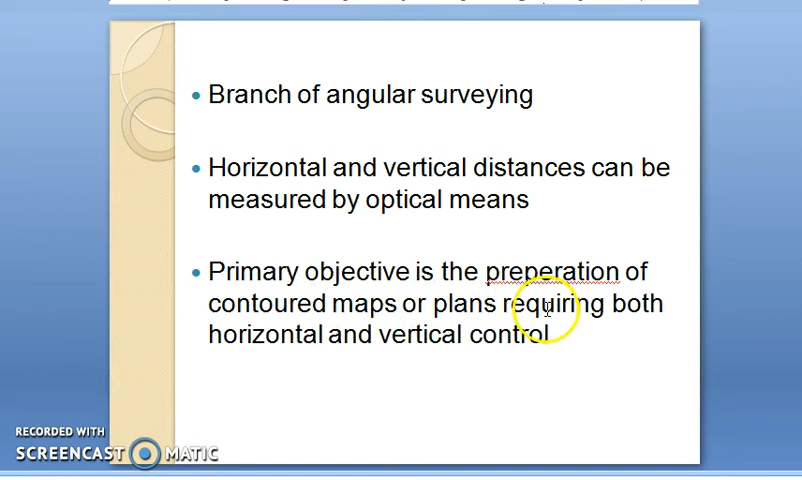 Branch of angular surveying
Horizontal and vertical distances can be
measured by optical means
Primary objective is the preperation of
contoured maps or plans requiring both
horizontal and vertical control
RECORDED WITH
SCREENCAST MATIC